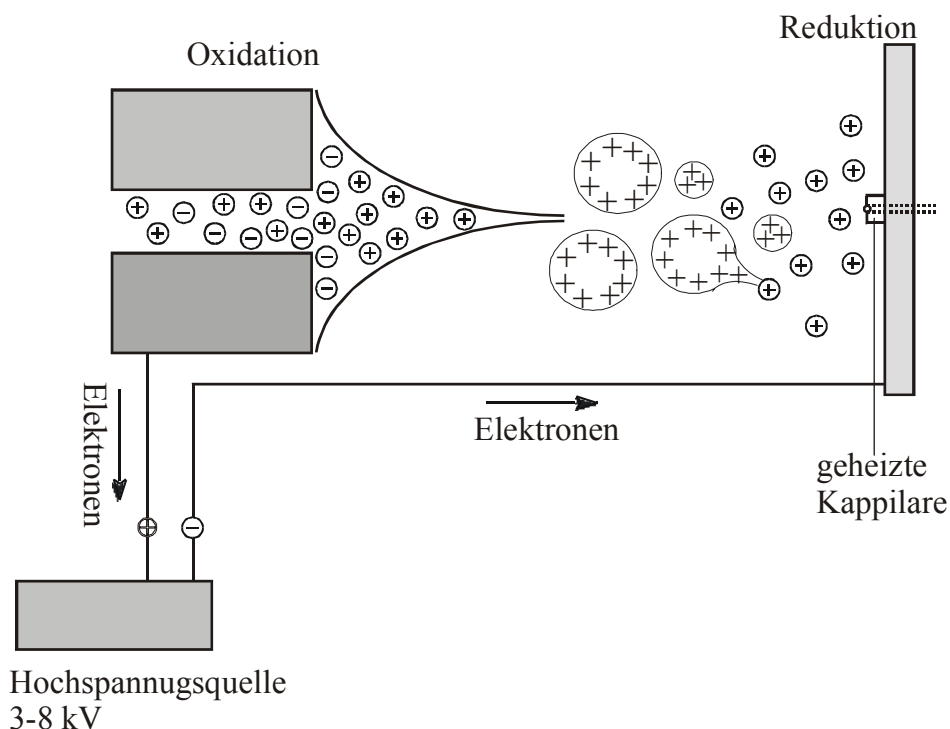 Reduktion
Oxidation
Elektronen
Elektronen
geheizte
Kappilare
Hochspannugsquelle
3-8 kV